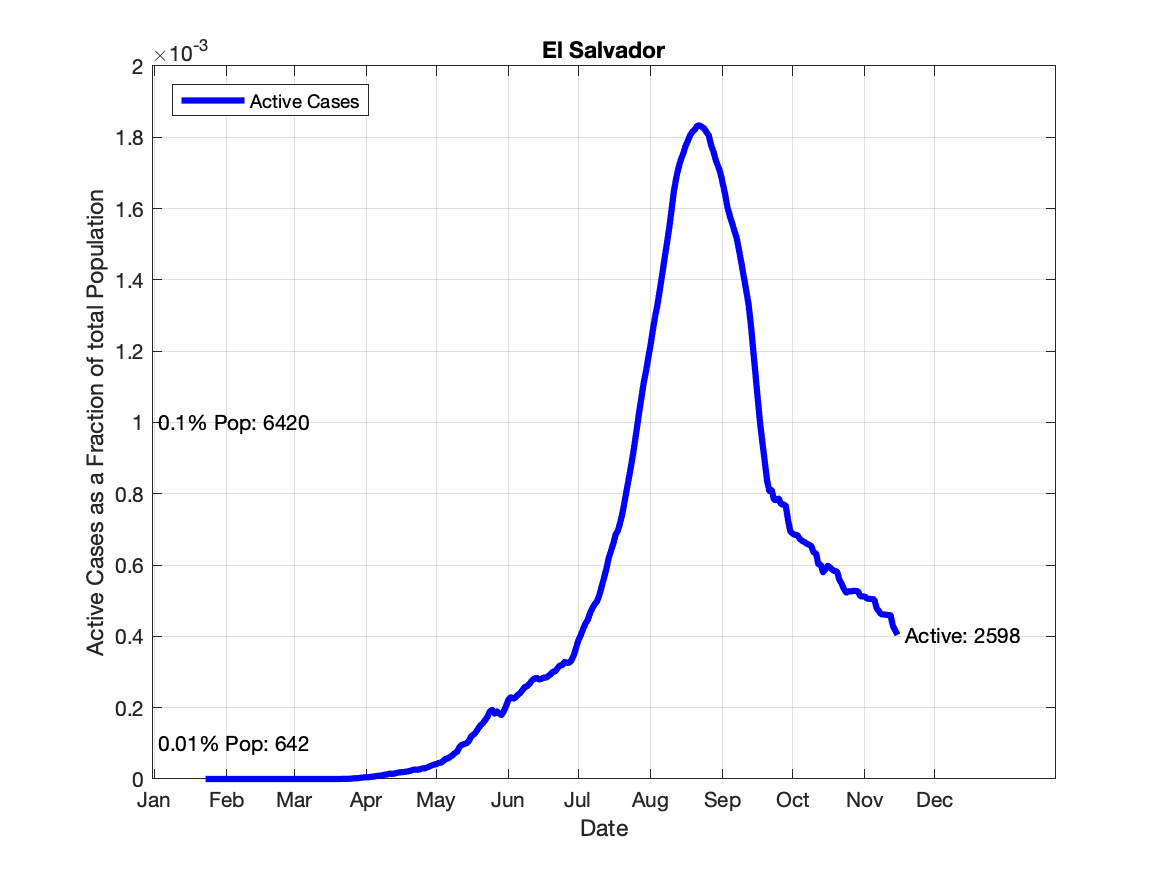 El Salvador
×10-3
Active Cases
2
1.8
1.6
1.4
1.2
1
0.8
0.6
0.4
0.2
0
0.1% Pop: 6420
0.01% Pop: 642
Active: 2598
Active Cases as a Fraction of total Population
Jan Feb Mar Apr May Jun Jul Aug Sep Oct Nov Dec
Date